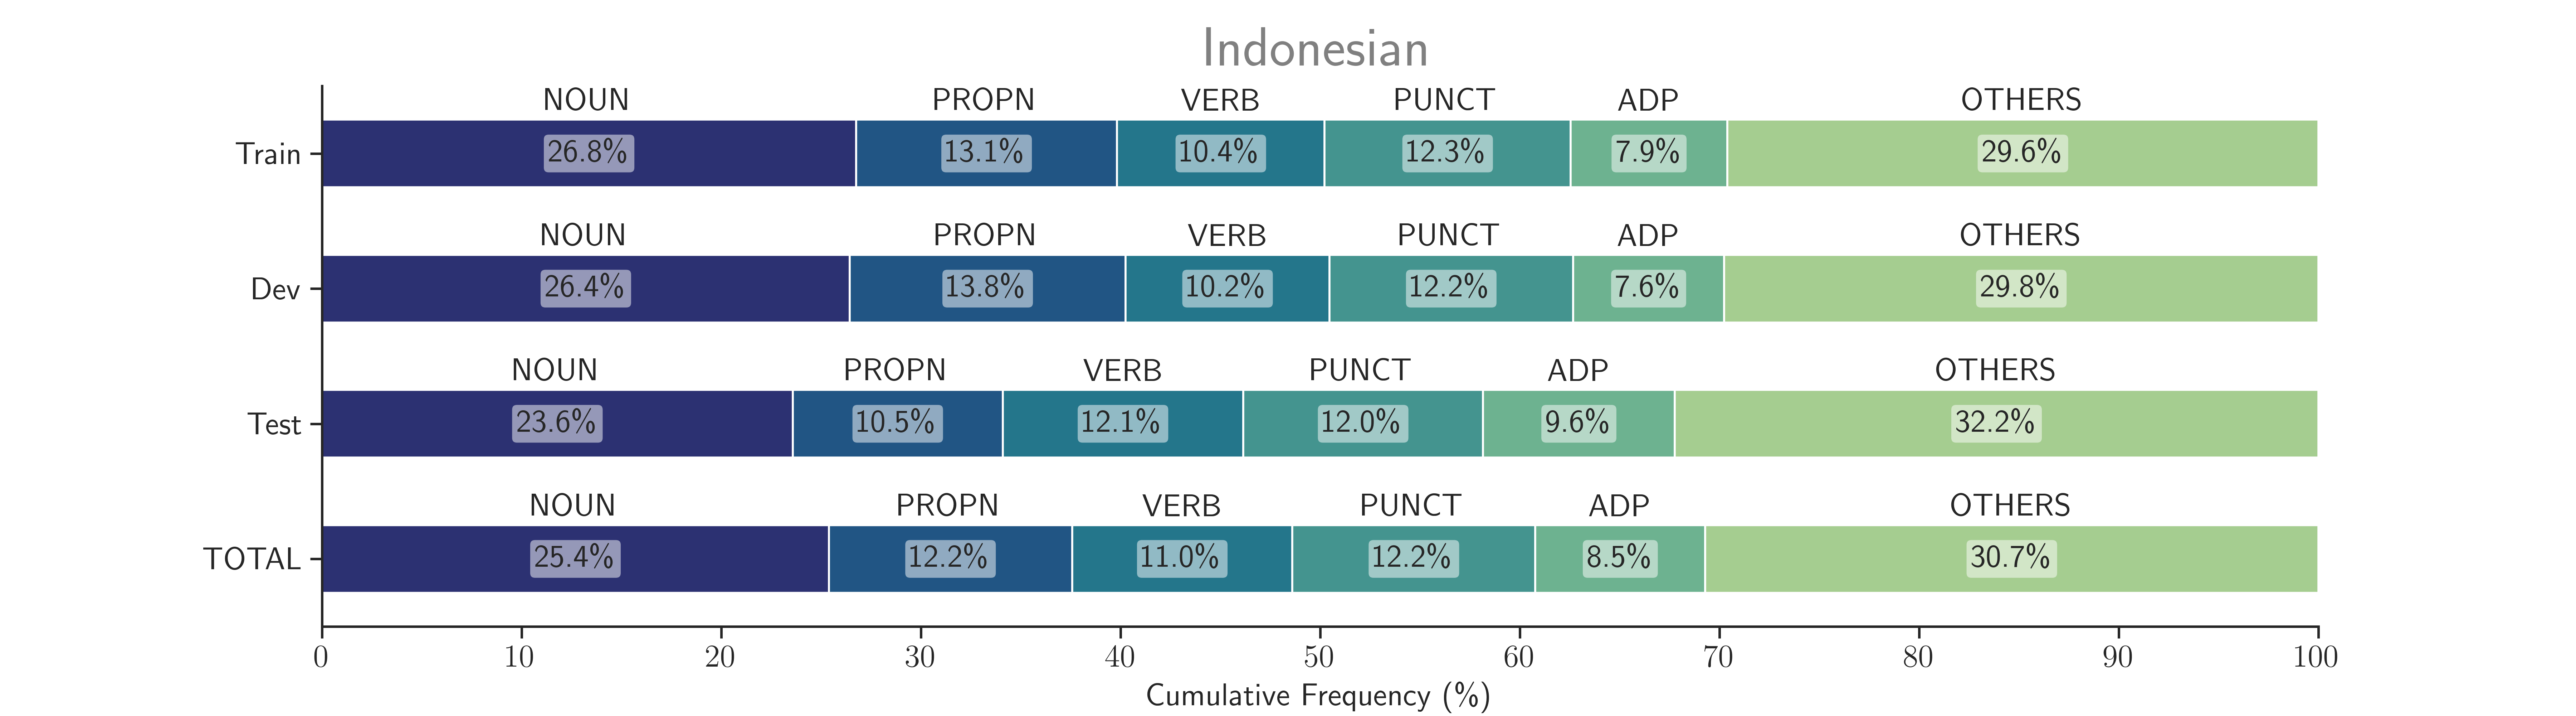 Indonesian
NOUN PROPN VERB PUNCT ADP OTHERS
Train 26.8% 13.1% 10.4% 12.3% 7.9% 29.6%
NOUN PROPN VERB PUNCT ADP OTHERS
Dev 26.4% 13.8% 10.2% 12.2% 7.6% 29.8%
NOUN PROPN VERB PUNCT ADP OTHERS
Test 23.6% 10.5% 12.1% 12.0% 9.6% 32.2%
NOUN PROPN VERB PUNCT ADP OTHERS
TOTAL 25.4% 12.2% 11.0% 12.2% 8.5% 30.7%
0 10 20 30 40 50 60 70 80 90 100
Cumulative Frequency (%)